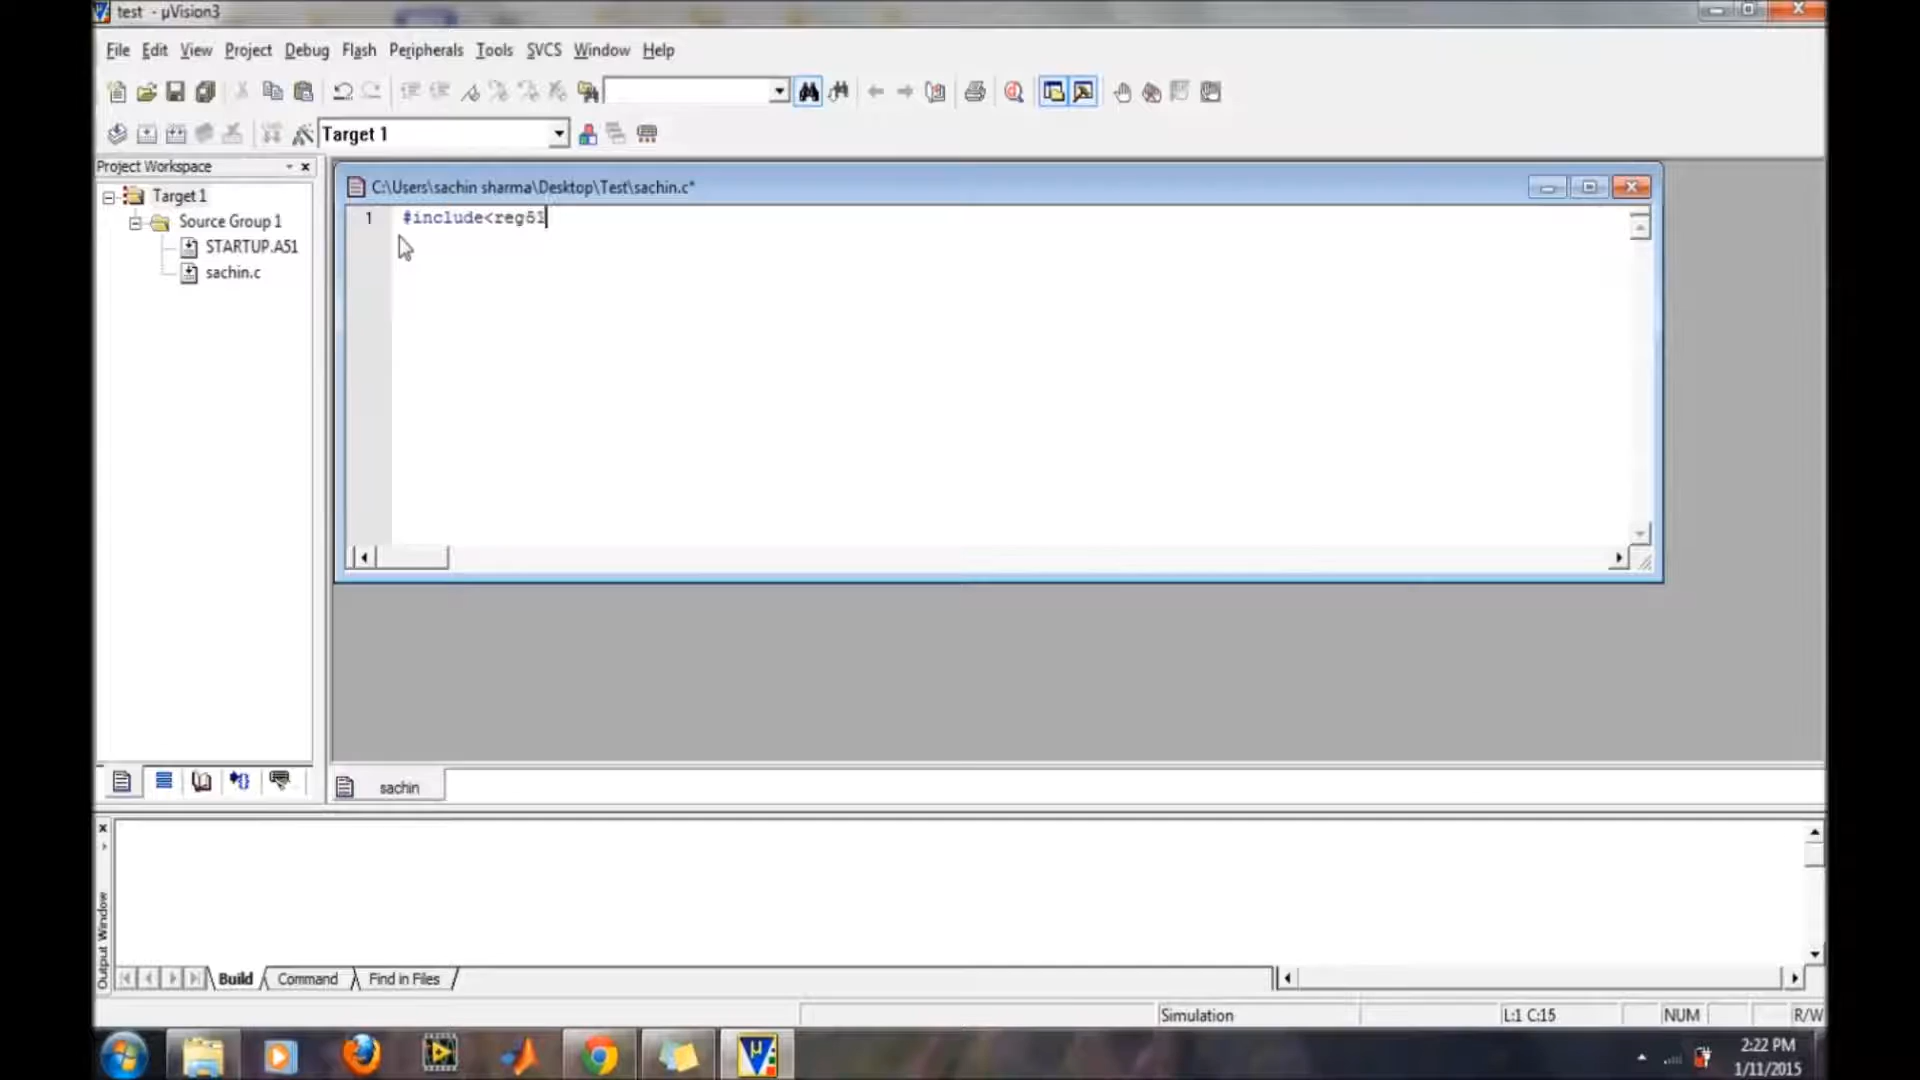 test - µVision3
File Edit View Project Debug Flash Peripherals Tools SVCS Window Help
Target 1
Project Workspace
Target 1
Source Group 1
STARTUP.A51
sachin.c
C:\Users\sachin sharma\Desktop\Test\sachin.c*
1 #include<reg51
sachin
Output Window
Build Command Find in Files
Simulation L:1 C:15 NUM R/W
2:22 PM
1/11/2015